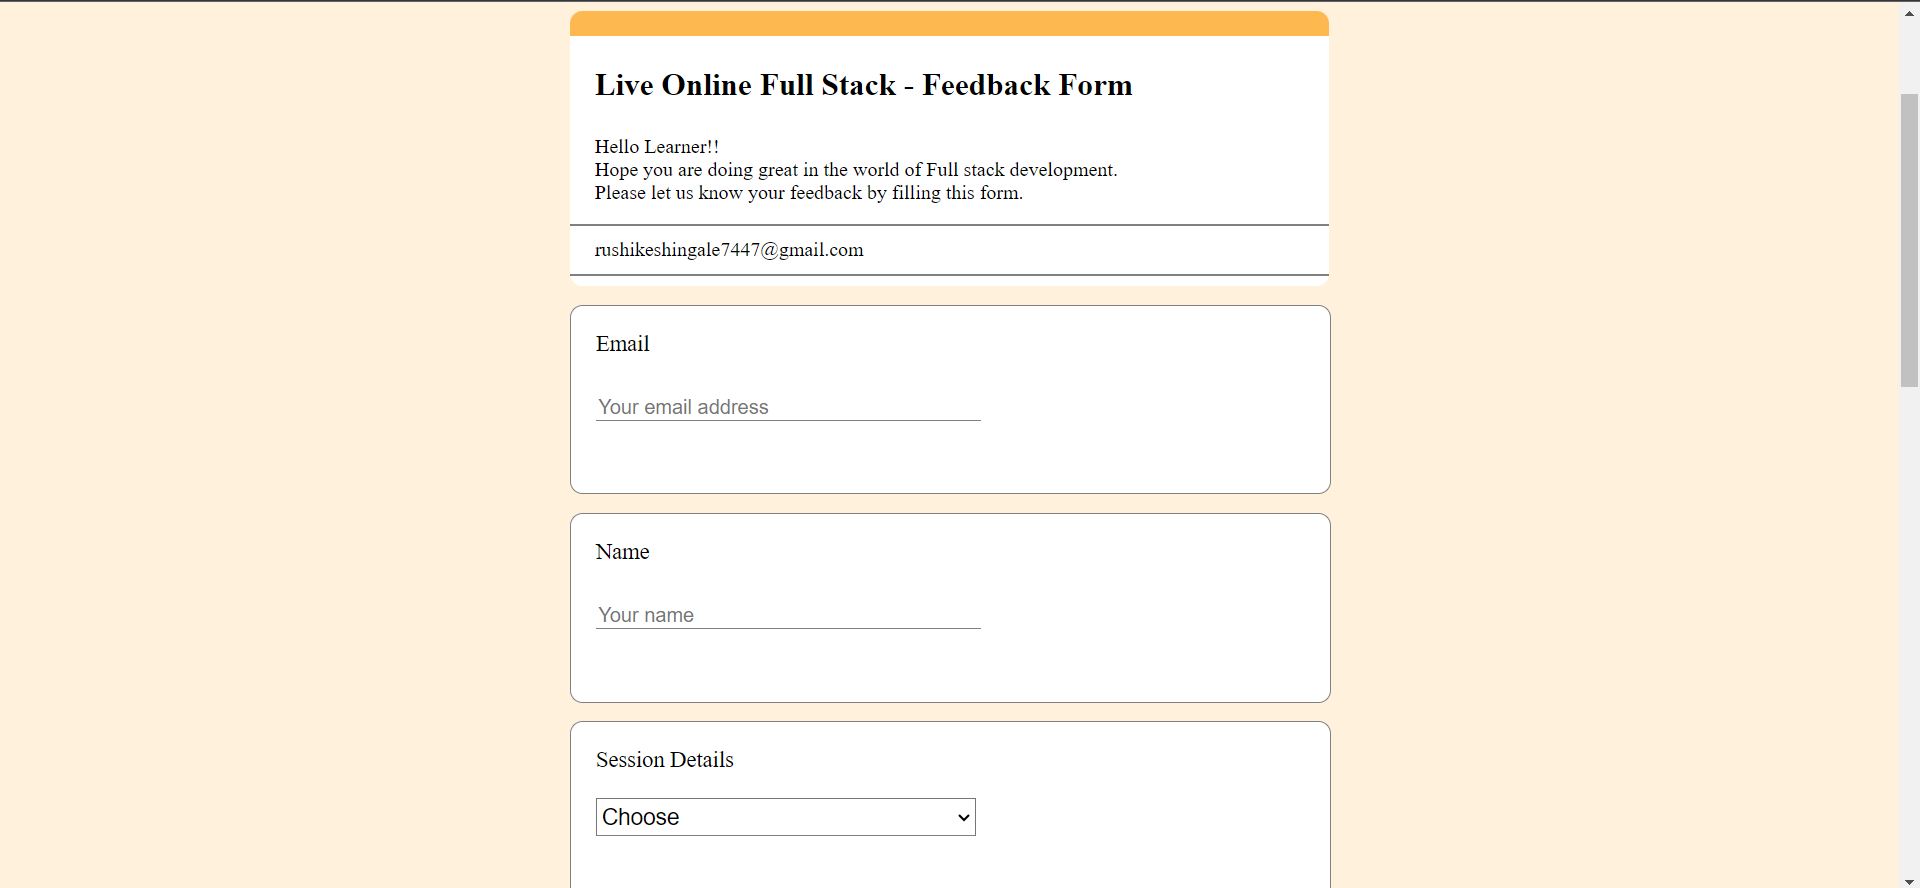 Live Online Full Stack - Feedback Form
Hello Learner!!
Hope you are doing great in the world of Full stack development.
Please let us know your feedback by filling this form.
rushikeshingale7447@gmail.com
Email
Your email address
Name
Your name
Session Details
Choose